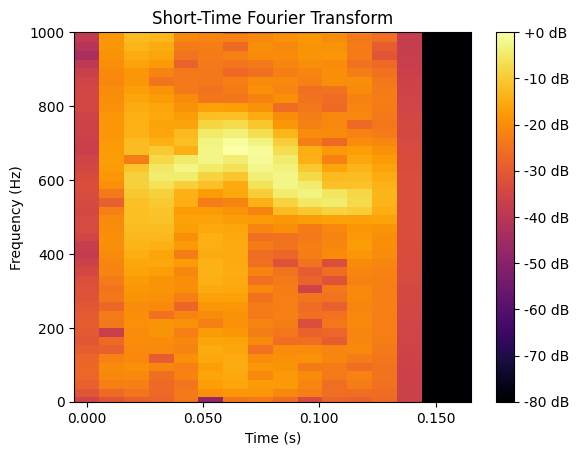 Short-Time Fourier Transform
Frequency (Hz)
1000
800
600
400
200
0
0.000
0.050
0.100
0.150
Time (s)
+0 dB
-10 dB
-20 dB
-30 dB
-40 dB
-50 dB
-60 dB
-70 dB
-80 dB